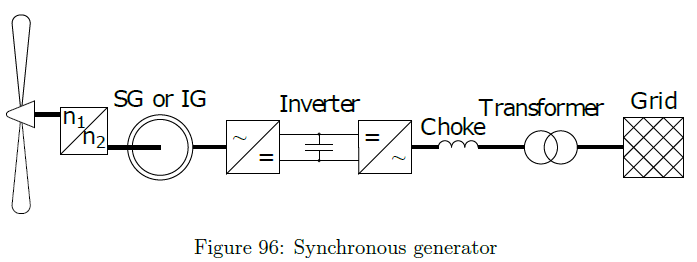 SG or IG
Inverter
Transformer
Grid
Choke
n1
n2
~
=
=
~
Figure 96: Synchronous generator